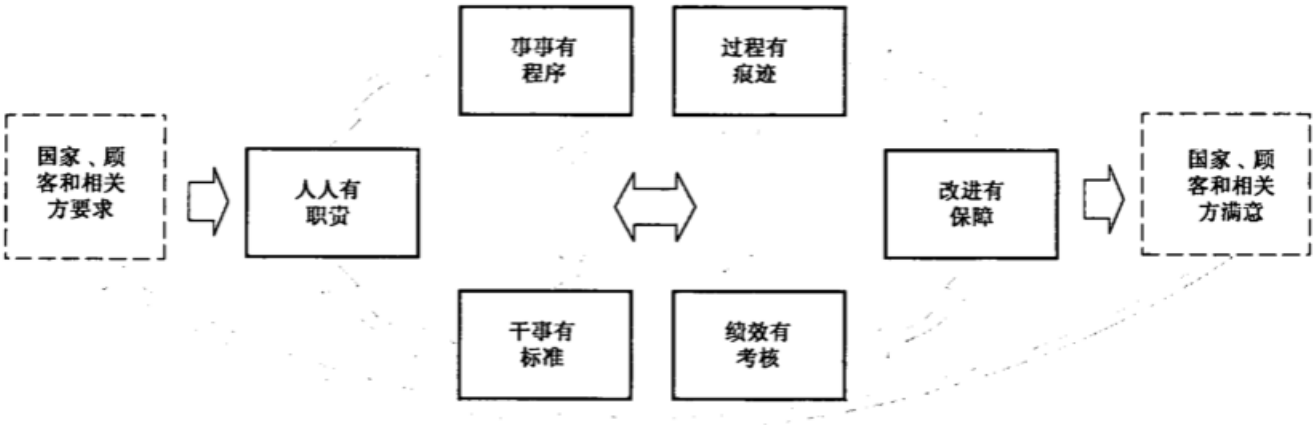 事事有
程序
过程有
痕迹
国家、顾
客和相关
方要求
人人有
职责
改进有
保障
国家、顾
客和相关
方满意
干事有
标准
绩效有
考核